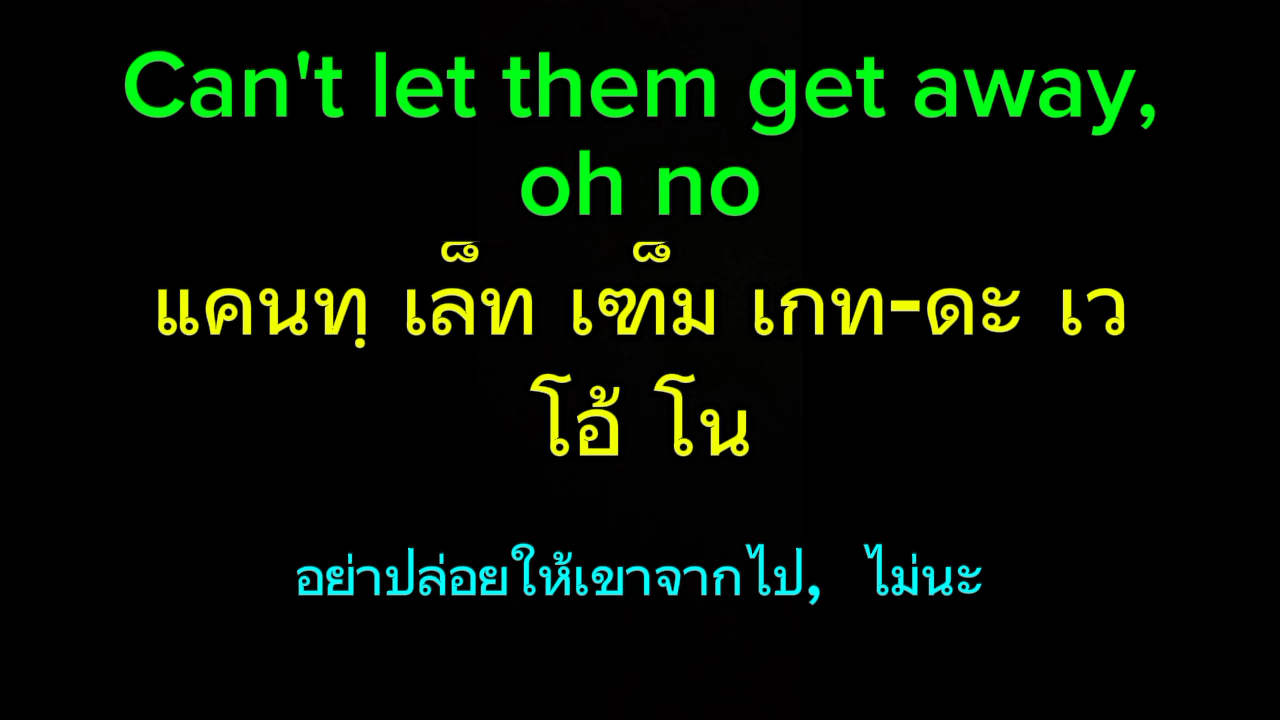 Can't let them get away,
oh no
แคนทฺ เล็ท เฑ็ม เกท-ดะ เว
โอ้ โน
อย่าปล่อยให้เขาจากไป, ไม่นะ